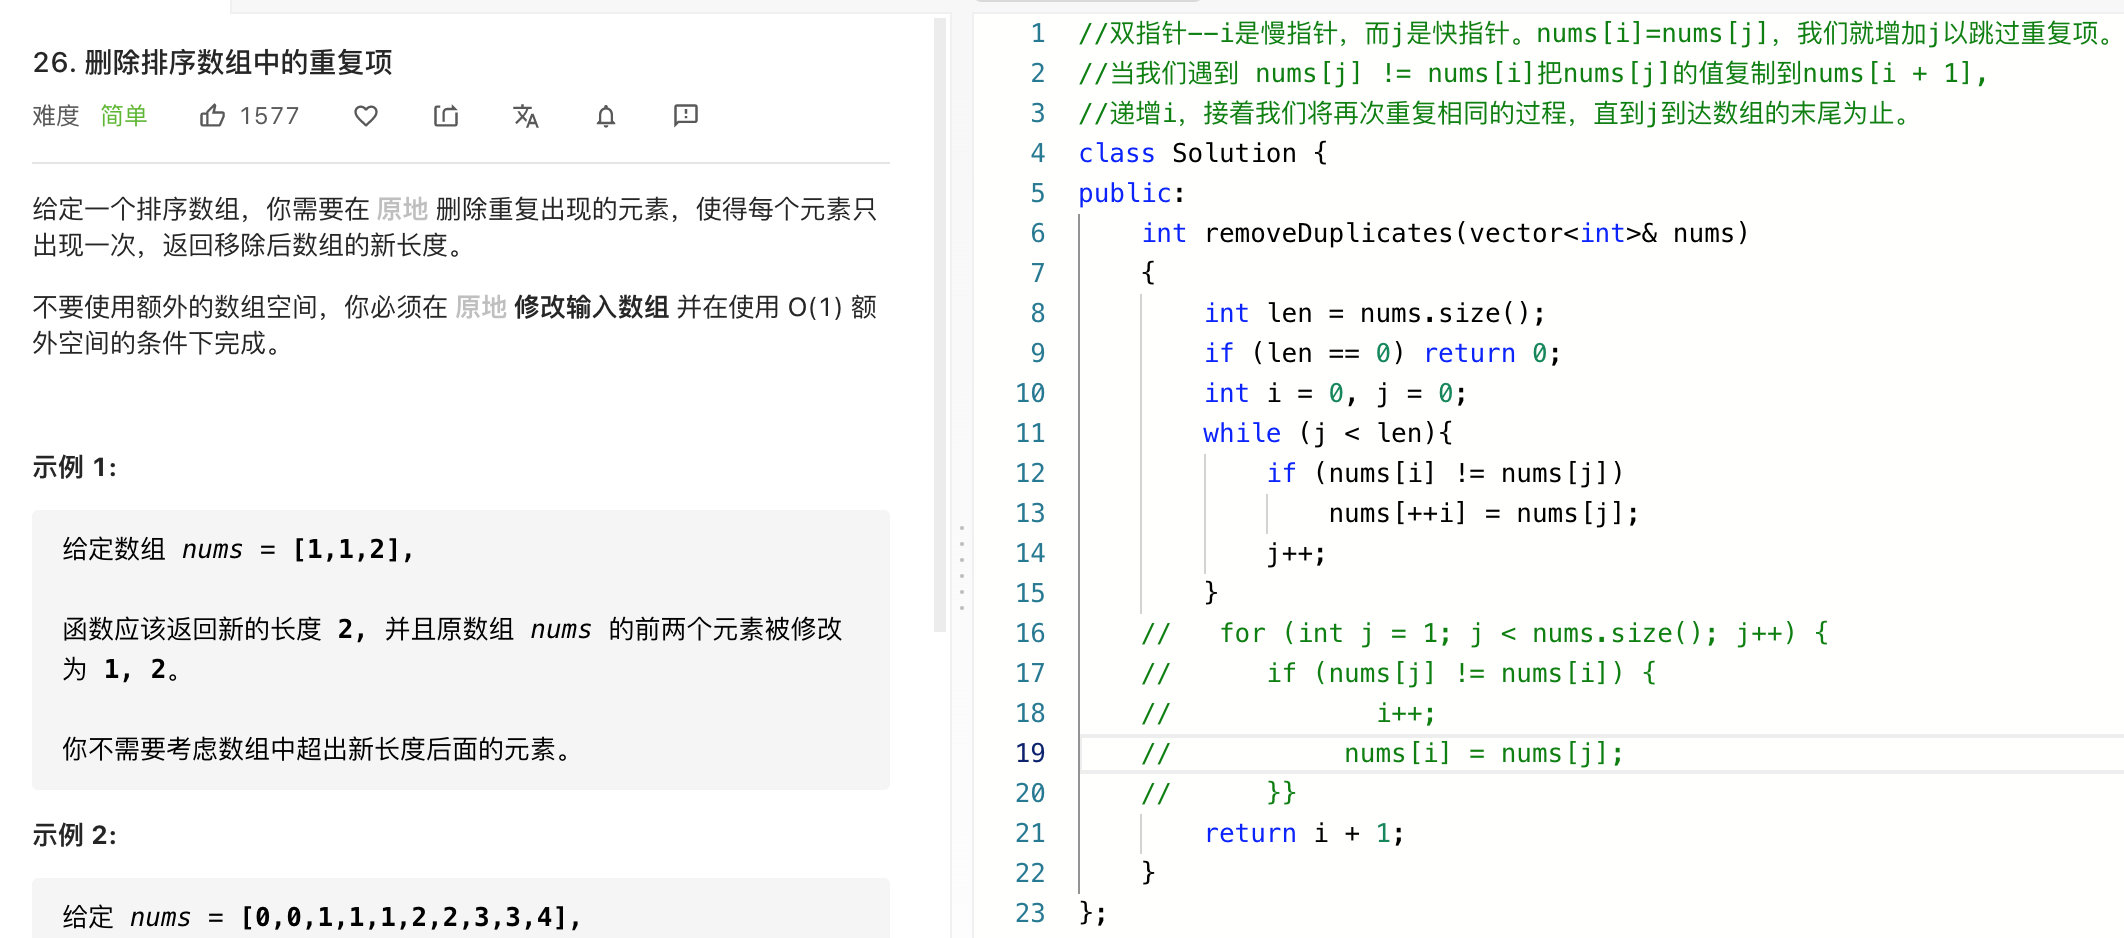 26. 删除排序数组中的重复项
难度 简单 1577
给定一个排序数组，你需要在 原地 删除重复出现的元素，使得每个元素只
出现一次，返回移除后数组的新长度。
不要使用额外的数组空间，你必须在 原地 修改输入数组 并在使用 O(1) 额
外空间的条件下完成。
示例 1:
给定数组 nums = [1,1,2],
函数应该返回新的长度 2, 并且原数组 nums 的前两个元素被修改
为 1, 2。
你不需要考虑数组中超出新长度后面的元素。
示例 2:
给定 nums = [0,0,1,1,1,2,2,3,3,4],
1 //双指针--i是慢指针，而j是快指针。nums[i]=nums[j]，我们就增加j以跳过重复项。
2 //当我们遇到 nums[j] != nums[i]把nums[j]的值复制到nums[i + 1]，
3 //递增i，接着我们将再次重复相同的过程，直到j到达数组的末尾为止。
4 class Solution {
5 public:
6 int removeDuplicates(vector<int>& nums)
7 {
8 int len = nums.size();
9 if (len == 0) return 0;
10 int i = 0, j = 0;
11 while (j < len){
12 if (nums[i] != nums[j])
13 nums[++i] = nums[j];
14 j++;
15 }
16 // for (int j = 1; j < nums.size(); j++) {
17 // if (nums[j] != nums[i]) {
18 // i++;
19 // nums[i] = nums[j];
20 // }}
21 return i + 1;
22 }
23 };